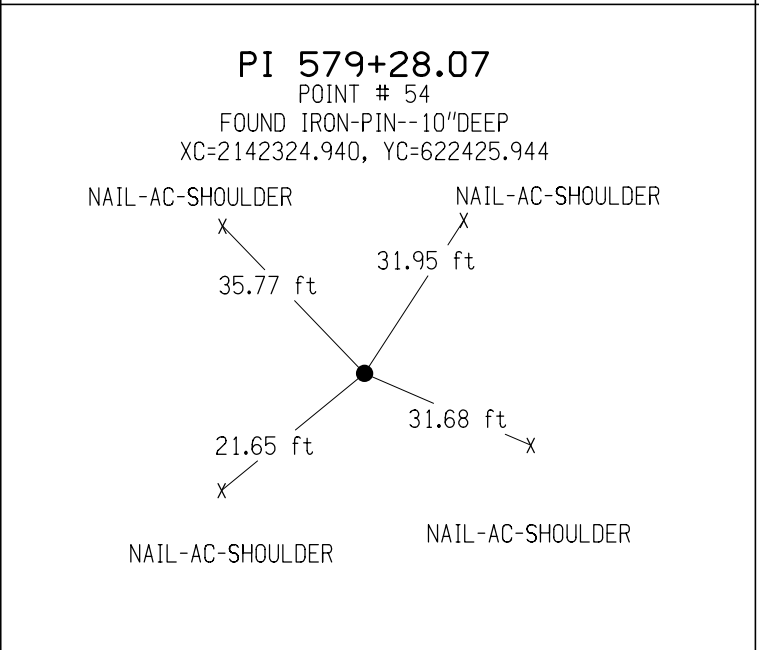 PI 579+28.07
POINT # 54
FOUND IRON-PIN--10"DEEP
XC=2142324.940, YC=622425.944
NAIL-AC-SHOULDER
NAIL-AC-SHOULDER
X
X
31.95 ft
35.77 ft
31.68 ft
21.65 ft
X
X
NAIL-AC-SHOULDER
NAIL-AC-SHOULDER